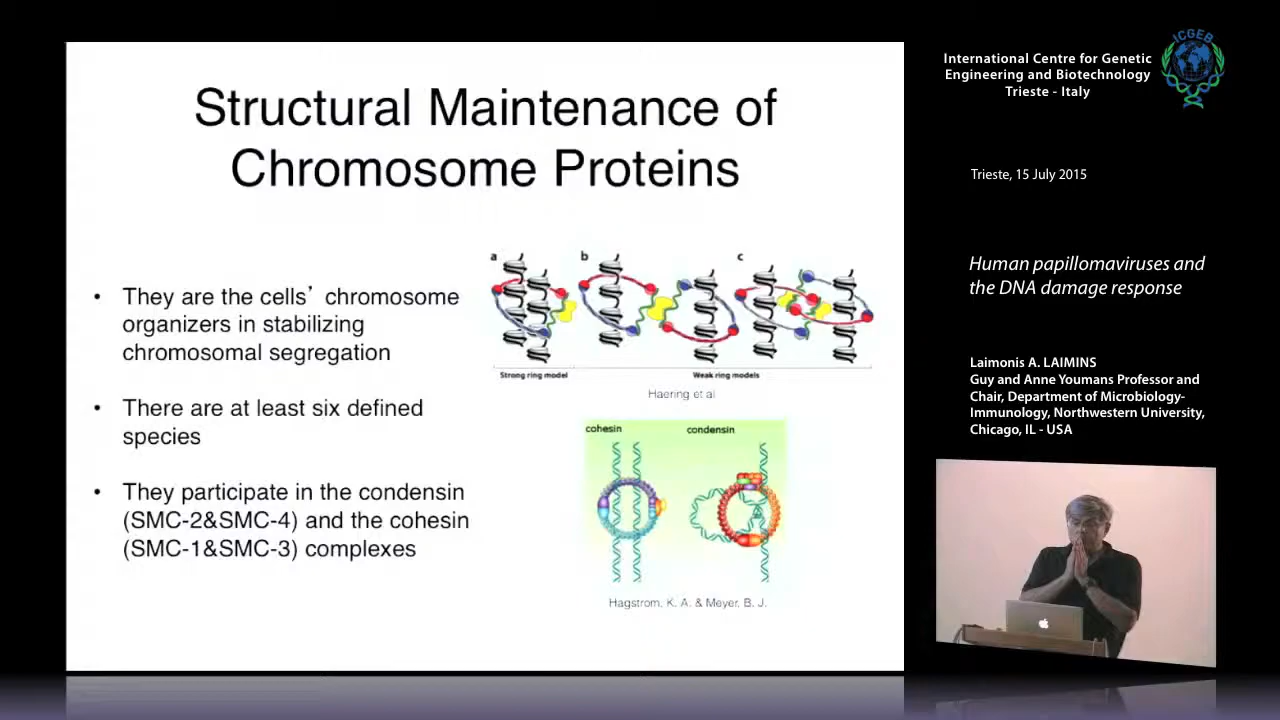 Structural Maintenance of
Chromosome Proteins
• They are the cells’ chromosome
organizers in stabilizing
chromosomal segregation
• There are at least six defined
species
• They participate in the condensin
(SMC-2&SMC-4) and the cohesin
(SMC-1&SMC-3) complexes
a b c
Strong ring model Weak ring models
Haering et al
cohesin condensin
Hagstrom, K. A. & Meyer, B. J.
International Centre for Genetic
Engineering and Biotechnology
Trieste - Italy
ICGEB
Trieste, 15 July 2015
Human papillomaviruses and
the DNA damage response
Laimonis A. LAIMINS
Guy and Anne Youmans Professor and
Chair, Department of Microbiology-
Immunology, Northwestern University,
Chicago, IL - USA